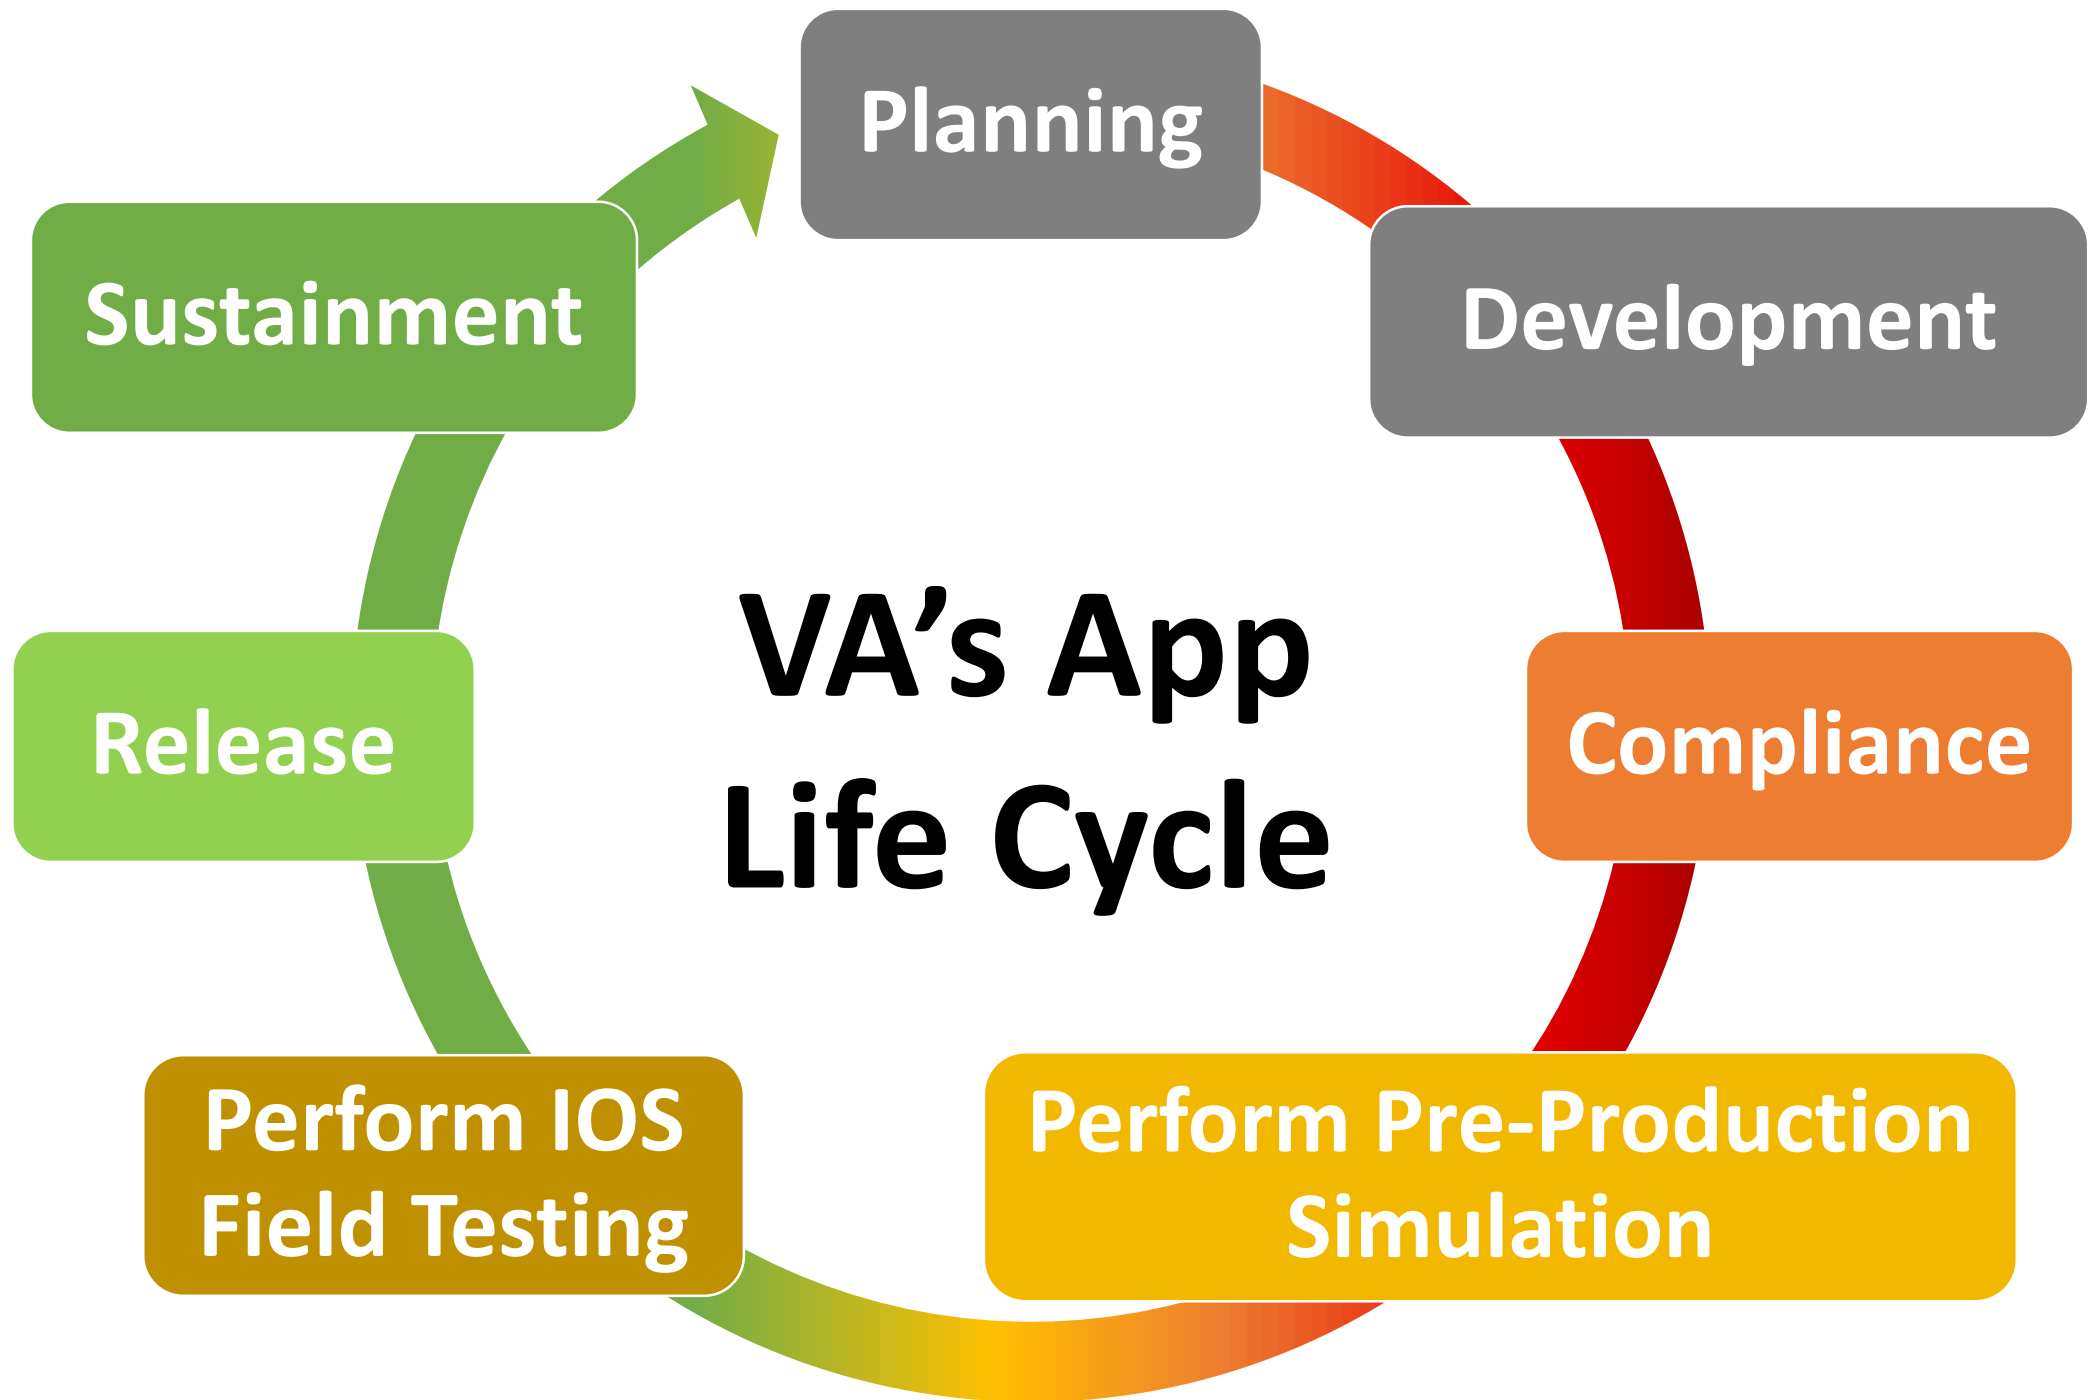 Planning
Development
Compliance
Perform Pre-Production
Simulation
Perform IOS
Field Testing
Release
Sustainment
VA’s App
Life Cycle